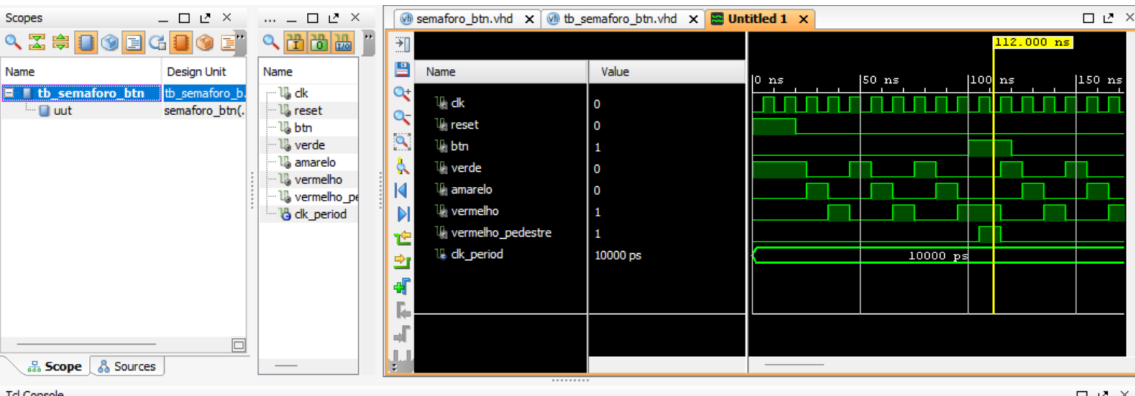 Scopes
Name Design Unit
tb_semaforo_btn tb_semaforo_b.
uut semaforo_btn(.
Scope Sources
...
Name
clk
reset
btn
verde
amarelo
vermelho
vermelho_pe
clk_period
semaforo_btn.vhd tb_semaforo_btn.vhd Untitled 1
112.000 ns
Name Value
0 ns 50 ns 100 ns 150 ns
clk 0
reset 0
btn 1
verde 0
amarelo 0
vermelho 1
vermelho_pedestre 1
clk_period 10000 ps 10000 ps
Tcl Console